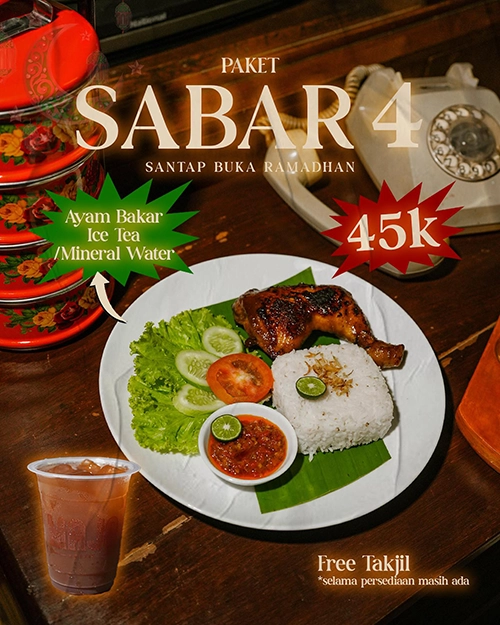 National
PAKET
SABAR 4
SANTAP BUKA RAMADHAN
Ayam Bakar
Ice Tea
/Mineral Water
45k
Free Takjil
*selama persediaan masih ada